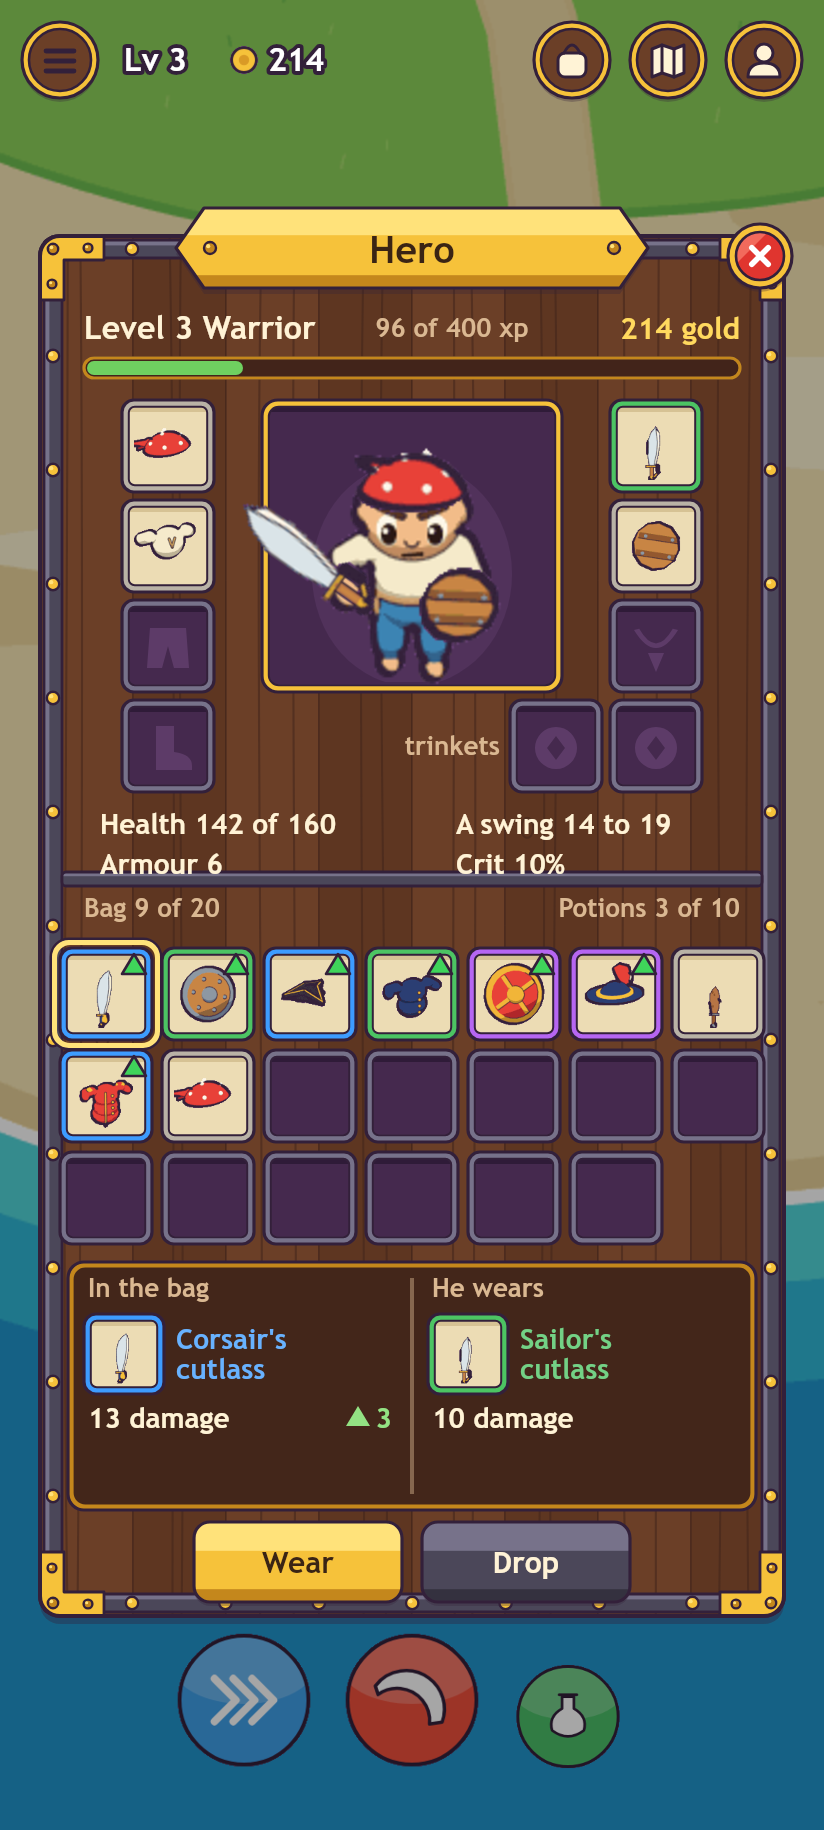 Lv 3
214
Hero
Level 3 Warrior
96 of 400 xp
214 gold
trinkets
Health 142 of 160
A swing 14 to 19
Armour 6
Crit 10%
Bag 9 of 20
Potions 3 of 10
In the bag
He wears
Corsair's
cutlass
Sailor's
cutlass
13 damage
3
10 damage
Wear
Drop